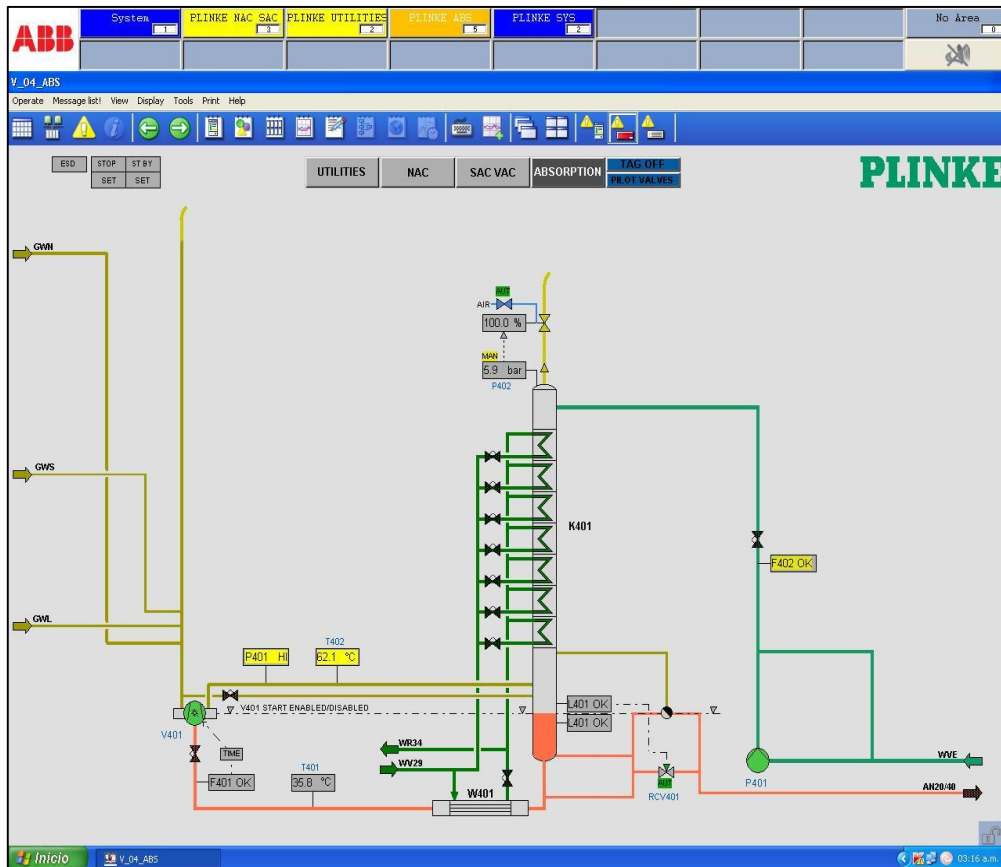 ABB
System
1
PLINKE NAC SAC
3
PLINKE UTILITIES
2
PLINKE ABS
5
PLINKE SYS
2
No Area
0
V_04_ABS
Operate Message list! View Display Tools Print Help
ESD
STOP
ST BY
SET
SET
UTILITIES
NAC
SAC VAC
ABSORPTION
TAG OFF
PILOT VALVES
PLINKE
GWN
AUT
AIR
100.0 %
MAN
5.9 bar
P402
GWS
K401
F402 OK
GWL
T402
P401 HI
62.1 °C
V401 START ENABLED/DISABLED
L401 OK
L401 OK
V401
TIME
WR34
WV29
F401 OK
T401
35.8 °C
W401
AUT
RCV401
P401
WVE
AN20/40
Inicio
V_04_ABS
03:16 a.m.